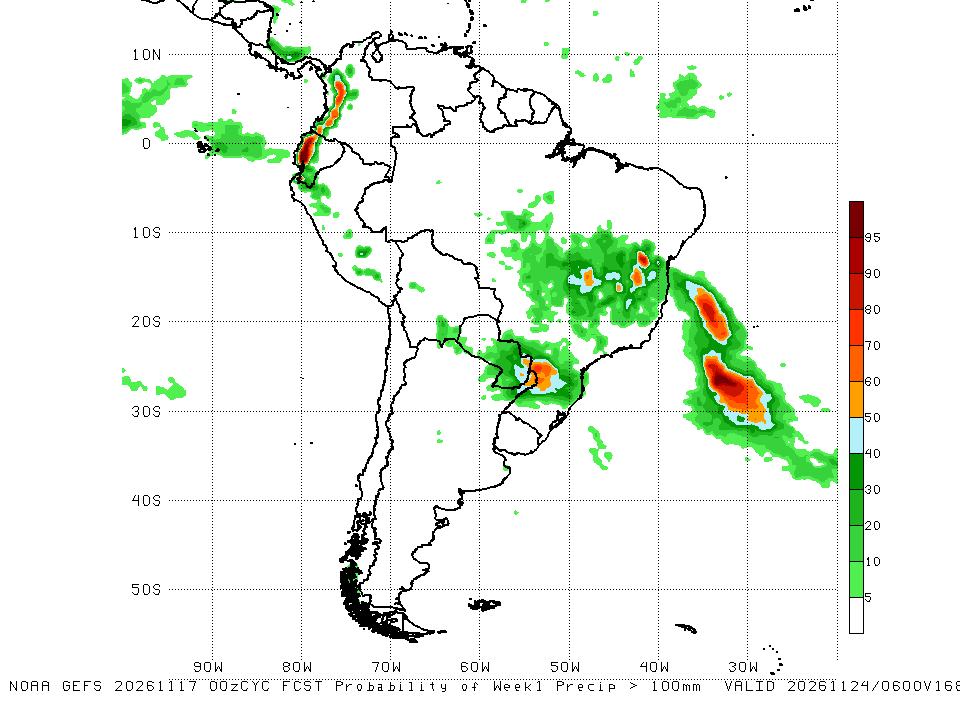 10N
0
10S
20S
30S
40S
50S
95
90
80
70
60
50
40
30
20
10
5
90W 80W 70W 60W 50W 40W 30W
NOAA GEFS 20261117 00zCYC FCST Probability of Week1 Precip > 100mm VALID 20261124/0600V168